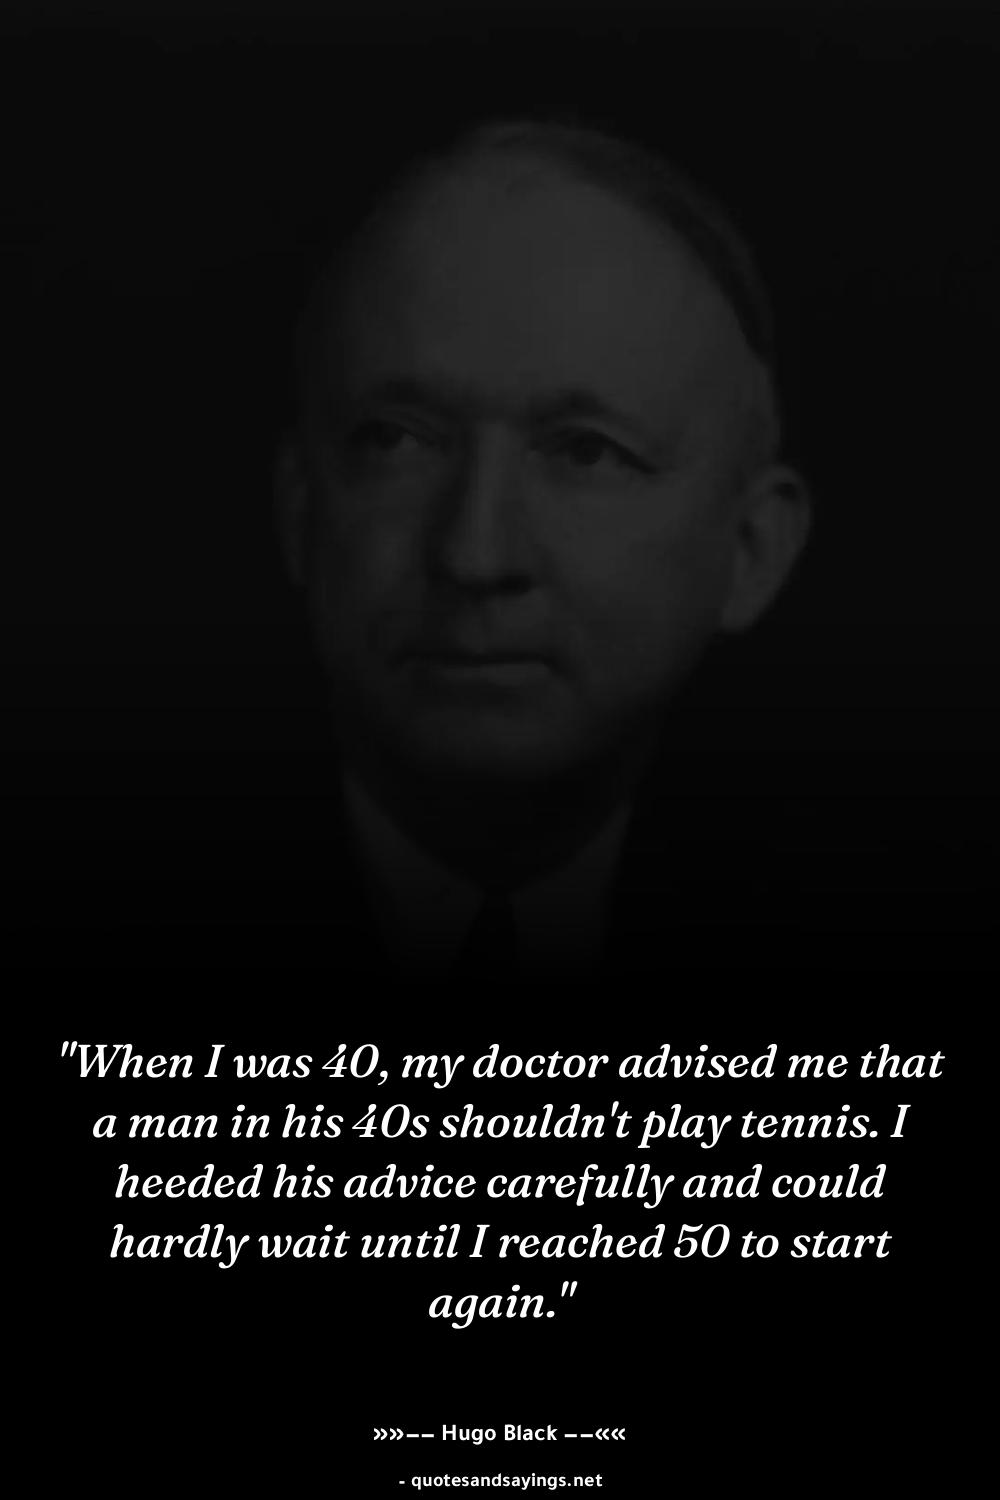 "When I was 40, my doctor advised me that
a man in his 40s shouldn't play tennis. I
heeded his advice carefully and could
hardly wait until I reached 50 to start
again."
»»–– Hugo Black ––««
- quotesandsayings.net